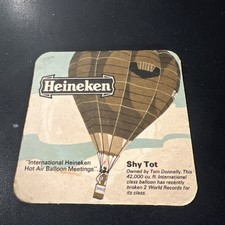 Heineken
"International Heineken
Hot Air Balloon Meetings".
Shy Tot
Owned by Tom Donnelly. This
42,000 cu. ft. International
class balloon has recently
broken 2 World Records for
its class.